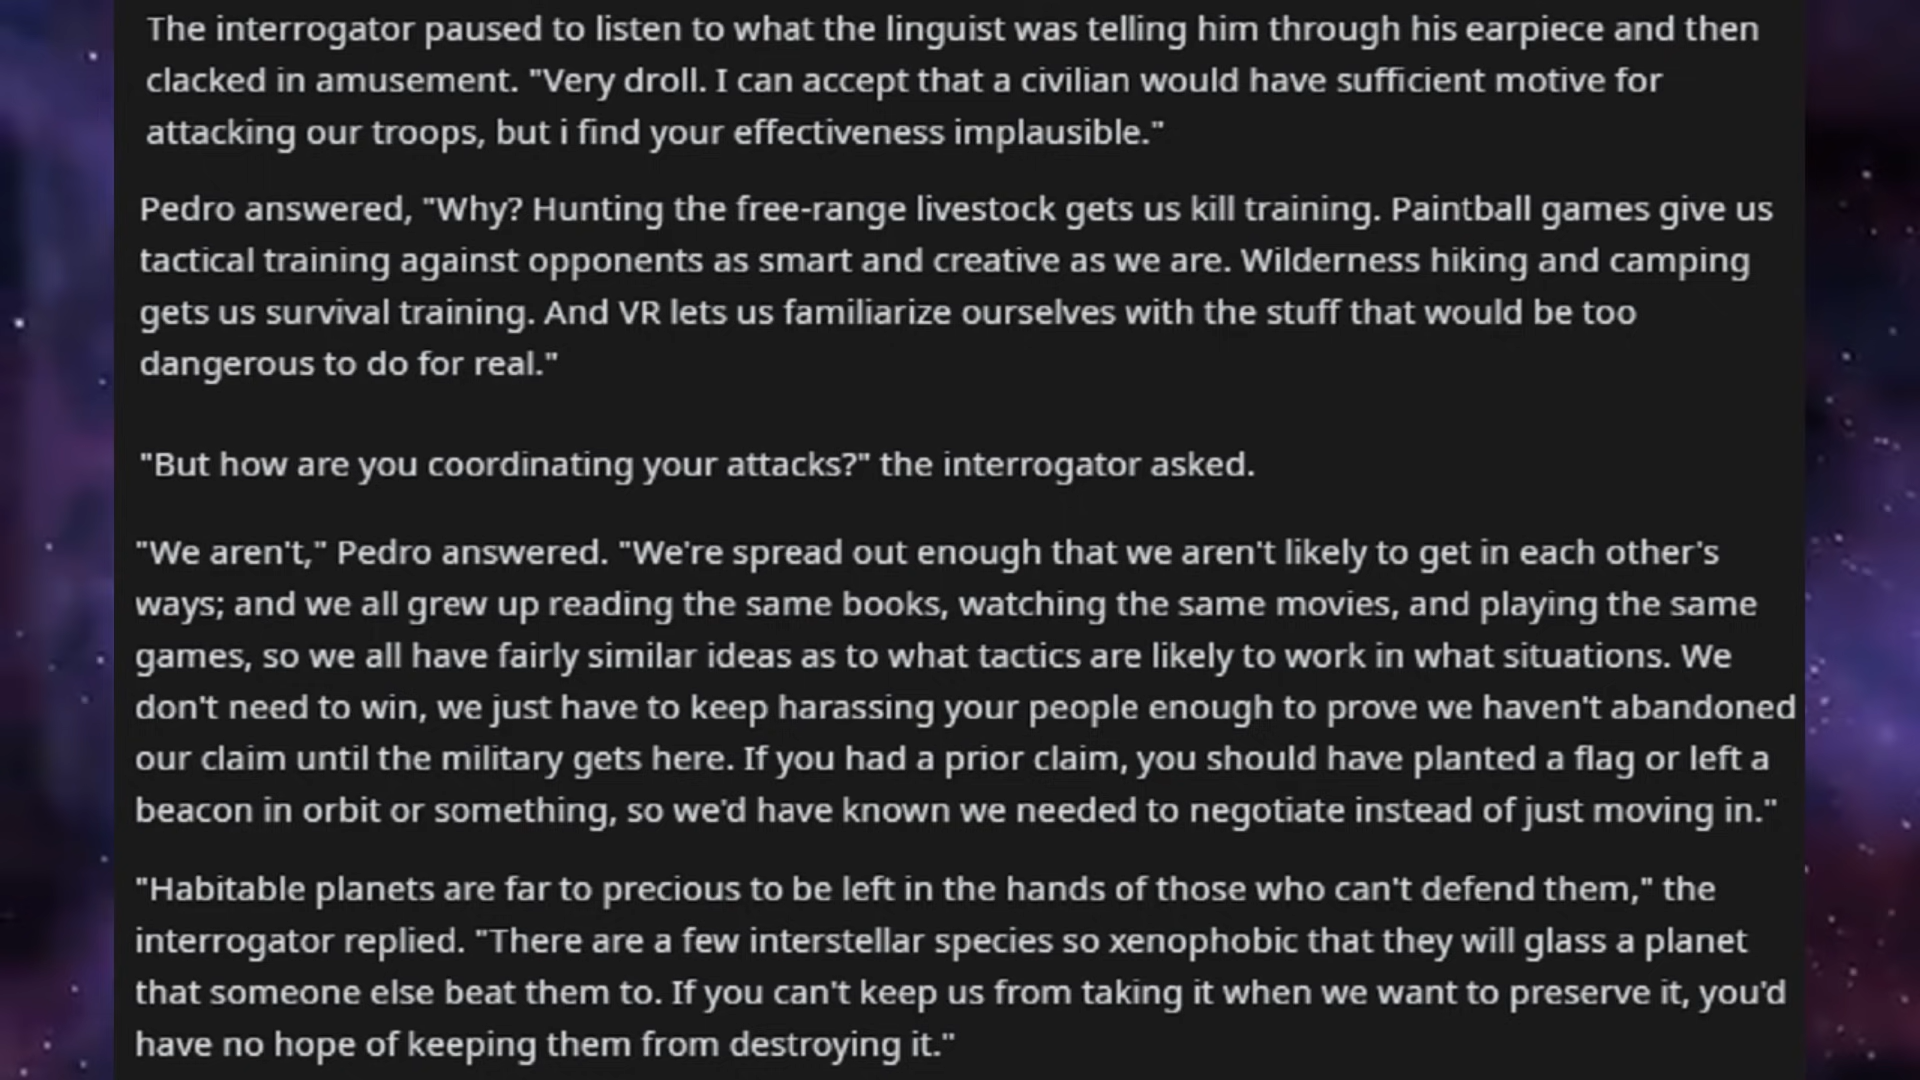 The interrogator paused to listen to what the linguist was telling him through his earpiece and then
clacked in amusement. "Very droll. I can accept that a civilian would have sufficient motive for
attacking our troops, but i find your effectiveness implausible."
Pedro answered, "Why? Hunting the free-range livestock gets us kill training. Paintball games give us
tactical training against opponents as smart and creative as we are. Wilderness hiking and camping
gets us survival training. And VR lets us familiarize ourselves with the stuff that would be too
dangerous to do for real."
"But how are you coordinating your attacks?" the interrogator asked.
"We aren't," Pedro answered. "We're spread out enough that we aren't likely to get in each other's
ways; and we all grew up reading the same books, watching the same movies, and playing the same
games, so we all have fairly similar ideas as to what tactics are likely to work in what situations. We
don't need to win, we just have to keep harassing your people enough to prove we haven't abandoned
our claim until the military gets here. If you had a prior claim, you should have planted a flag or left a
beacon in orbit or something, so we'd have known we needed to negotiate instead of just moving in."
"Habitable planets are far to precious to be left in the hands of those who can't defend them," the
interrogator replied. "There are a few interstellar species so xenophobic that they will glass a planet
that someone else beat them to. If you can't keep us from taking it when we want to preserve it, you'd
have no hope of keeping them from destroying it."